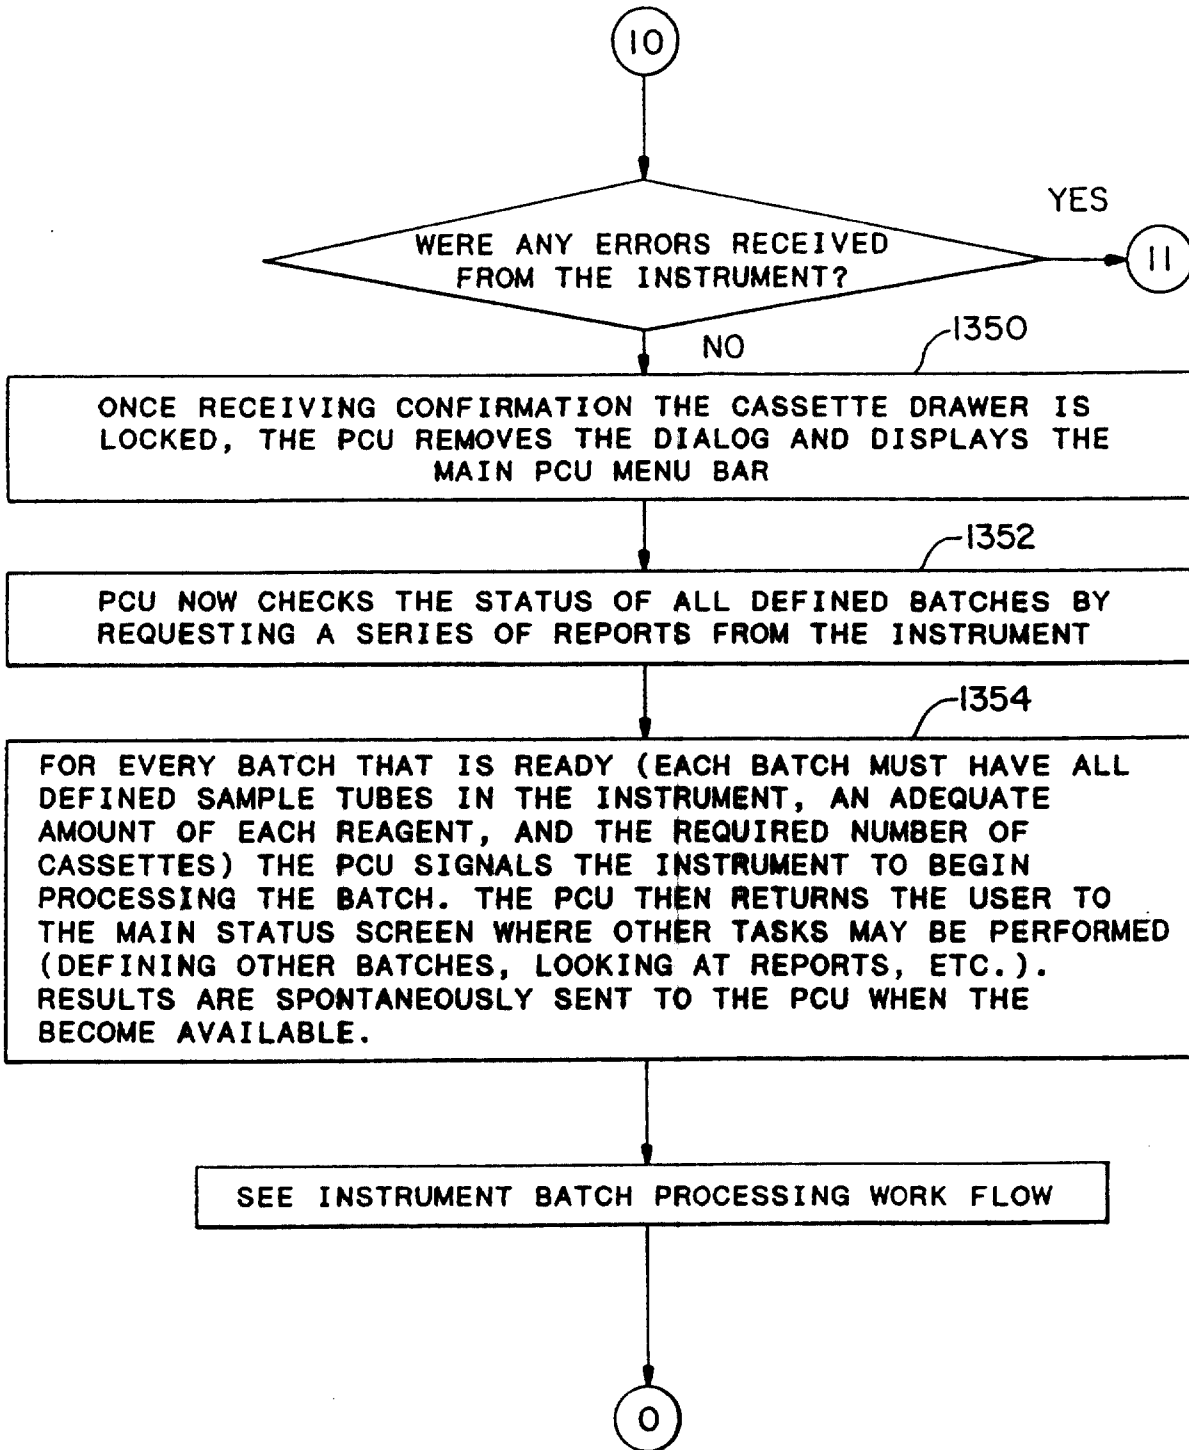 10
WERE ANY ERRORS RECEIVED
FROM THE INSTRUMENT?
YES
11
NO
1350
ONCE RECEIVING CONFIRMATION THE CASSETTE DRAWER IS
LOCKED, THE PCU REMOVES THE DIALOG AND DISPLAYS THE
MAIN PCU MENU BAR
1352
PCU NOW CHECKS THE STATUS OF ALL DEFINED BATCHES BY
REQUESTING A SERIES OF REPORTS FROM THE INSTRUMENT
1354
FOR EVERY BATCH THAT IS READY (EACH BATCH MUST HAVE ALL
DEFINED SAMPLE TUBES IN THE INSTRUMENT, AN ADEQUATE
AMOUNT OF EACH REAGENT, AND THE REQUIRED NUMBER OF
CASSETTES) THE PCU SIGNALS THE INSTRUMENT TO BEGIN
PROCESSING THE BATCH. THE PCU THEN RETURNS THE USER TO
THE MAIN STATUS SCREEN WHERE OTHER TASKS MAY BE PERFORMED
(DEFINING OTHER BATCHES, LOOKING AT REPORTS, ETC.).
RESULTS ARE SPONTANEOUSLY SENT TO THE PCU WHEN THE
BECOME AVAILABLE.
SEE INSTRUMENT BATCH PROCESSING WORK FLOW
0